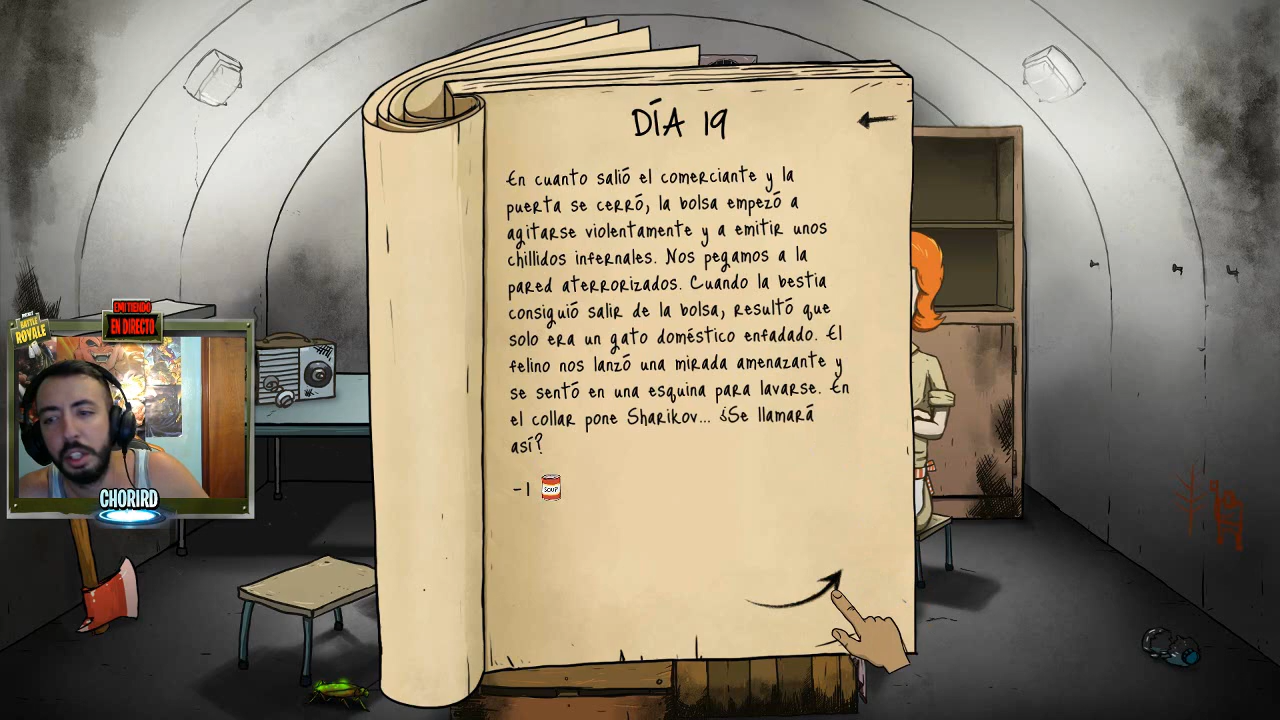 DÍA 19
En cuanto salió el comerciante y la
puerta se cerró, la bolsa empezó a
agitarse violentamente y a emitir unos
chillidos infernales. Nos pegamos a la
pared aterrorizados. Cuando la bestia
consiguió salir de la bolsa, resultó que
solo era un gato doméstico enfadado. El
felino nos lanzó una mirada amenazante y
se sentó en una esquina para lavarse. En
el collar pone Sharikov... ¿Se llamará
así?
-1
SOUP
EMITIENDO
EN DIRECTO
BATTLE
ROYALE
CHORIRD